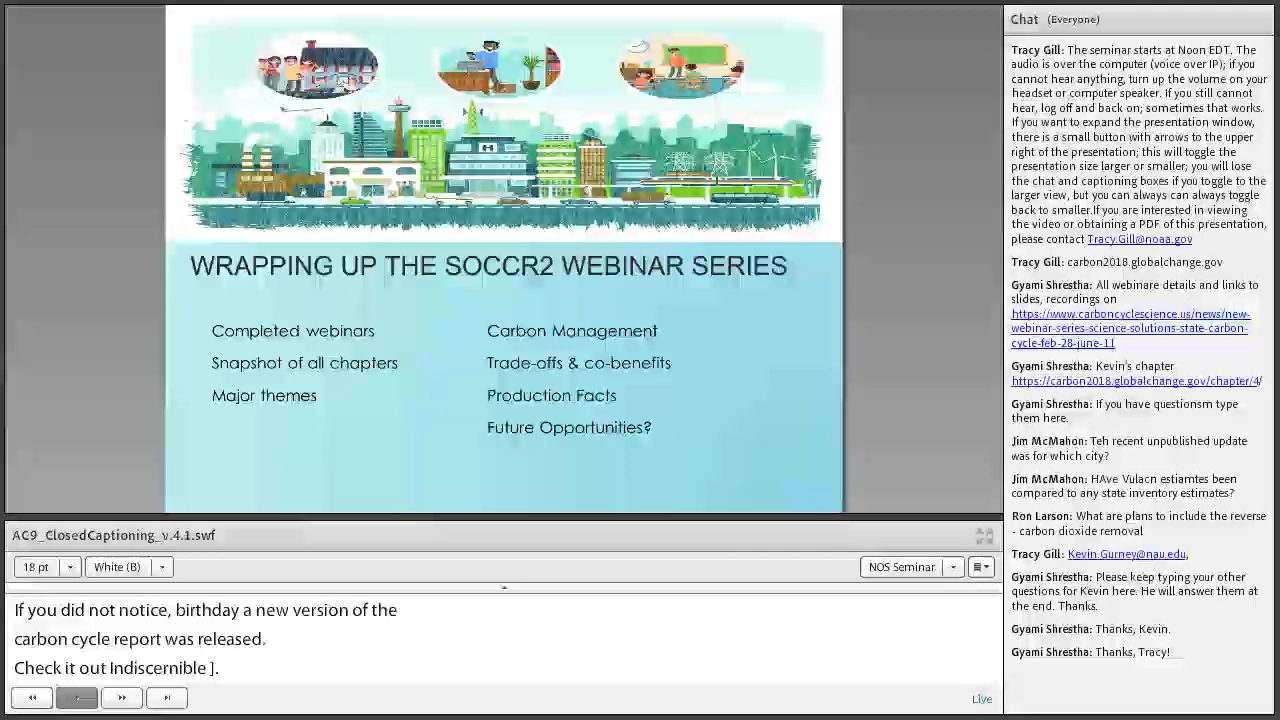 WRAPPING UP THE SOCCR2 WEBINAR SERIES
Completed webinars
Snapshot of all chapters
Major themes
Carbon Management
Trade-offs & co-benefits
Production Facts
Future Opportunities?
AC9_ClosedCaptioning_v.4.1.swf
18 pt
White (B)
NOS Seminar
If you did not notice, birthday a new version of the
carbon cycle report was released.
Check it out Indiscernible ].
Live
Chat (Everyone)
Tracy Gill: The seminar starts at Noon EDT. The
audio is over the computer (voice over IP); if you
cannot hear anything, turn up the volume on your
headset or computer speaker. If you still cannot
hear, log off and back on; sometimes that works.
If you want to expand the presentation window,
there is a small button with arrows to the upper
right of the presentation; this will toggle the
presentation size larger or smaller; you will lose
the chat and captioning boxes if you toggle to the
larger view, but you can always can always toggle
back to smaller.If you are interested in viewing
the video or obtaining a PDF of this presentation,
please contact Tracy.Gill@noaa.gov
Tracy Gill: carbon2018.globalchange.gov
Gyami Shrestha: All webinare details and links to
slides, recordings on
https://www.carboncyclescience.us/news/new-
webinar-series-science-solutions-state-carbon-
cycle-feb-28-june-11
Gyami Shrestha: Kevin's chapter
https://carbon2018.globalchange.gov/chapter/4/
Gyami Shrestha: If you have questionsm type
them here.
Jim McMahon: Teh recent unpublished update
was for which city?
Jim McMahon: HAve Vulacn estiamtes been
compared to any state inventory estimates?
Ron Larson: What are plans to include the reverse
- carbon dioxide removal
Tracy Gill: Kevin.Gurney@nau.edu,
Gyami Shrestha: Please keep typing your other
questions for Kevin here. He will answer them at
the end. Thanks.
Gyami Shrestha: Thanks, Kevin.
Gyami Shrestha: Thanks, Tracy!